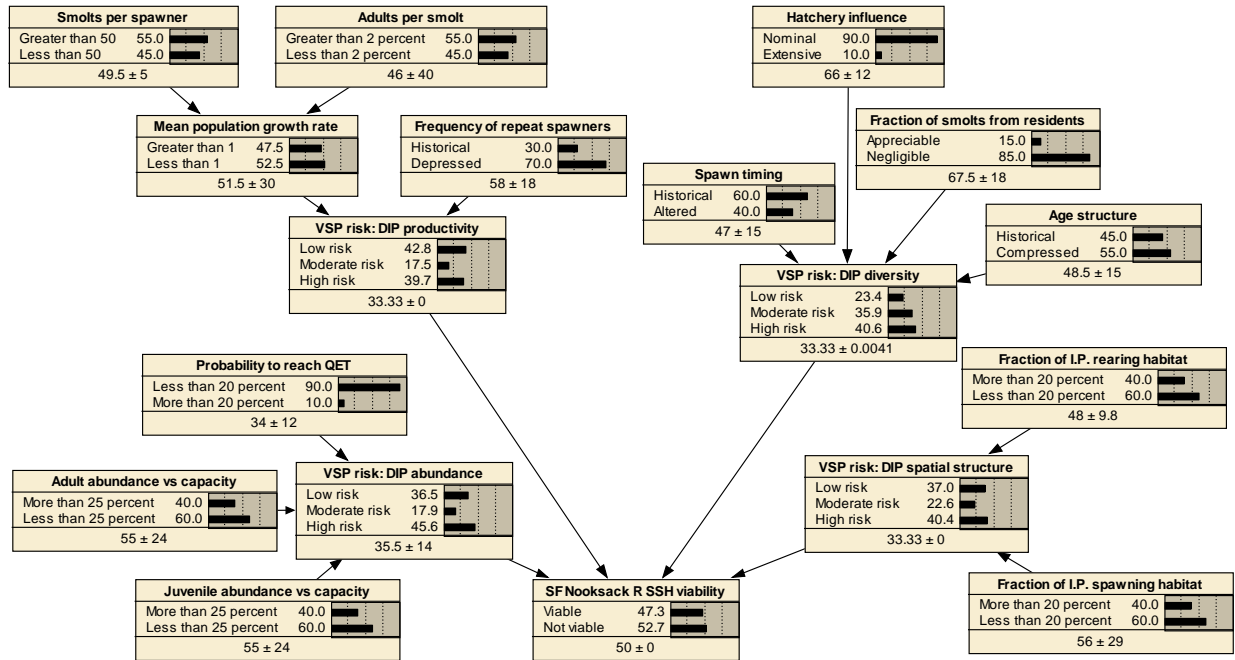 Smolts per spawner
Greater than 50 55.0
Less than 50 45.0
49.5 ± 5
Adults per smolt
Greater than 2 percent 55.0
Less than 2 percent 45.0
46 ± 40
Hatchery influence
Nominal 90.0
Extensive 10.0
66 ± 12
Mean population growth rate
Greater than 1 47.5
Less than 1 52.5
51.5 ± 30
Frequency of repeat spawners
Historical 30.0
Depressed 70.0
58 ± 18
Fraction of smolts from residents
Appreciable 15.0
Negligible 85.0
67.5 ± 18
Spawn timing
Historical 60.0
Altered 40.0
47 ± 15
Age structure
Historical 45.0
Compressed 55.0
48.5 ± 15
VSP risk: DIP productivity
Low risk 42.8
Moderate risk 17.5
High risk 39.7
33.33 ± 0
VSP risk: DIP diversity
Low risk 23.4
Moderate risk 35.9
High risk 40.6
33.33 ± 0.0041
Probability to reach QET
Less than 20 percent 90.0
More than 20 percent 10.0
34 ± 12
Fraction of I.P. rearing habitat
More than 20 percent 40.0
Less than 20 percent 60.0
48 ± 9.8
Adult abundance vs capacity
More than 25 percent 40.0
Less than 25 percent 60.0
55 ± 24
VSP risk: DIP abundance
Low risk 36.5
Moderate risk 17.9
High risk 45.6
35.5 ± 14
VSP risk: DIP spatial structure
Low risk 37.0
Moderate risk 22.6
High risk 40.4
33.33 ± 0
Juvenile abundance vs capacity
More than 25 percent 40.0
Less than 25 percent 60.0
55 ± 24
SF Nooksack R SSH viability
Viable 47.3
Not viable 52.7
50 ± 0
Fraction of I.P. spawning habitat
More than 20 percent 40.0
Less than 20 percent 60.0
56 ± 29